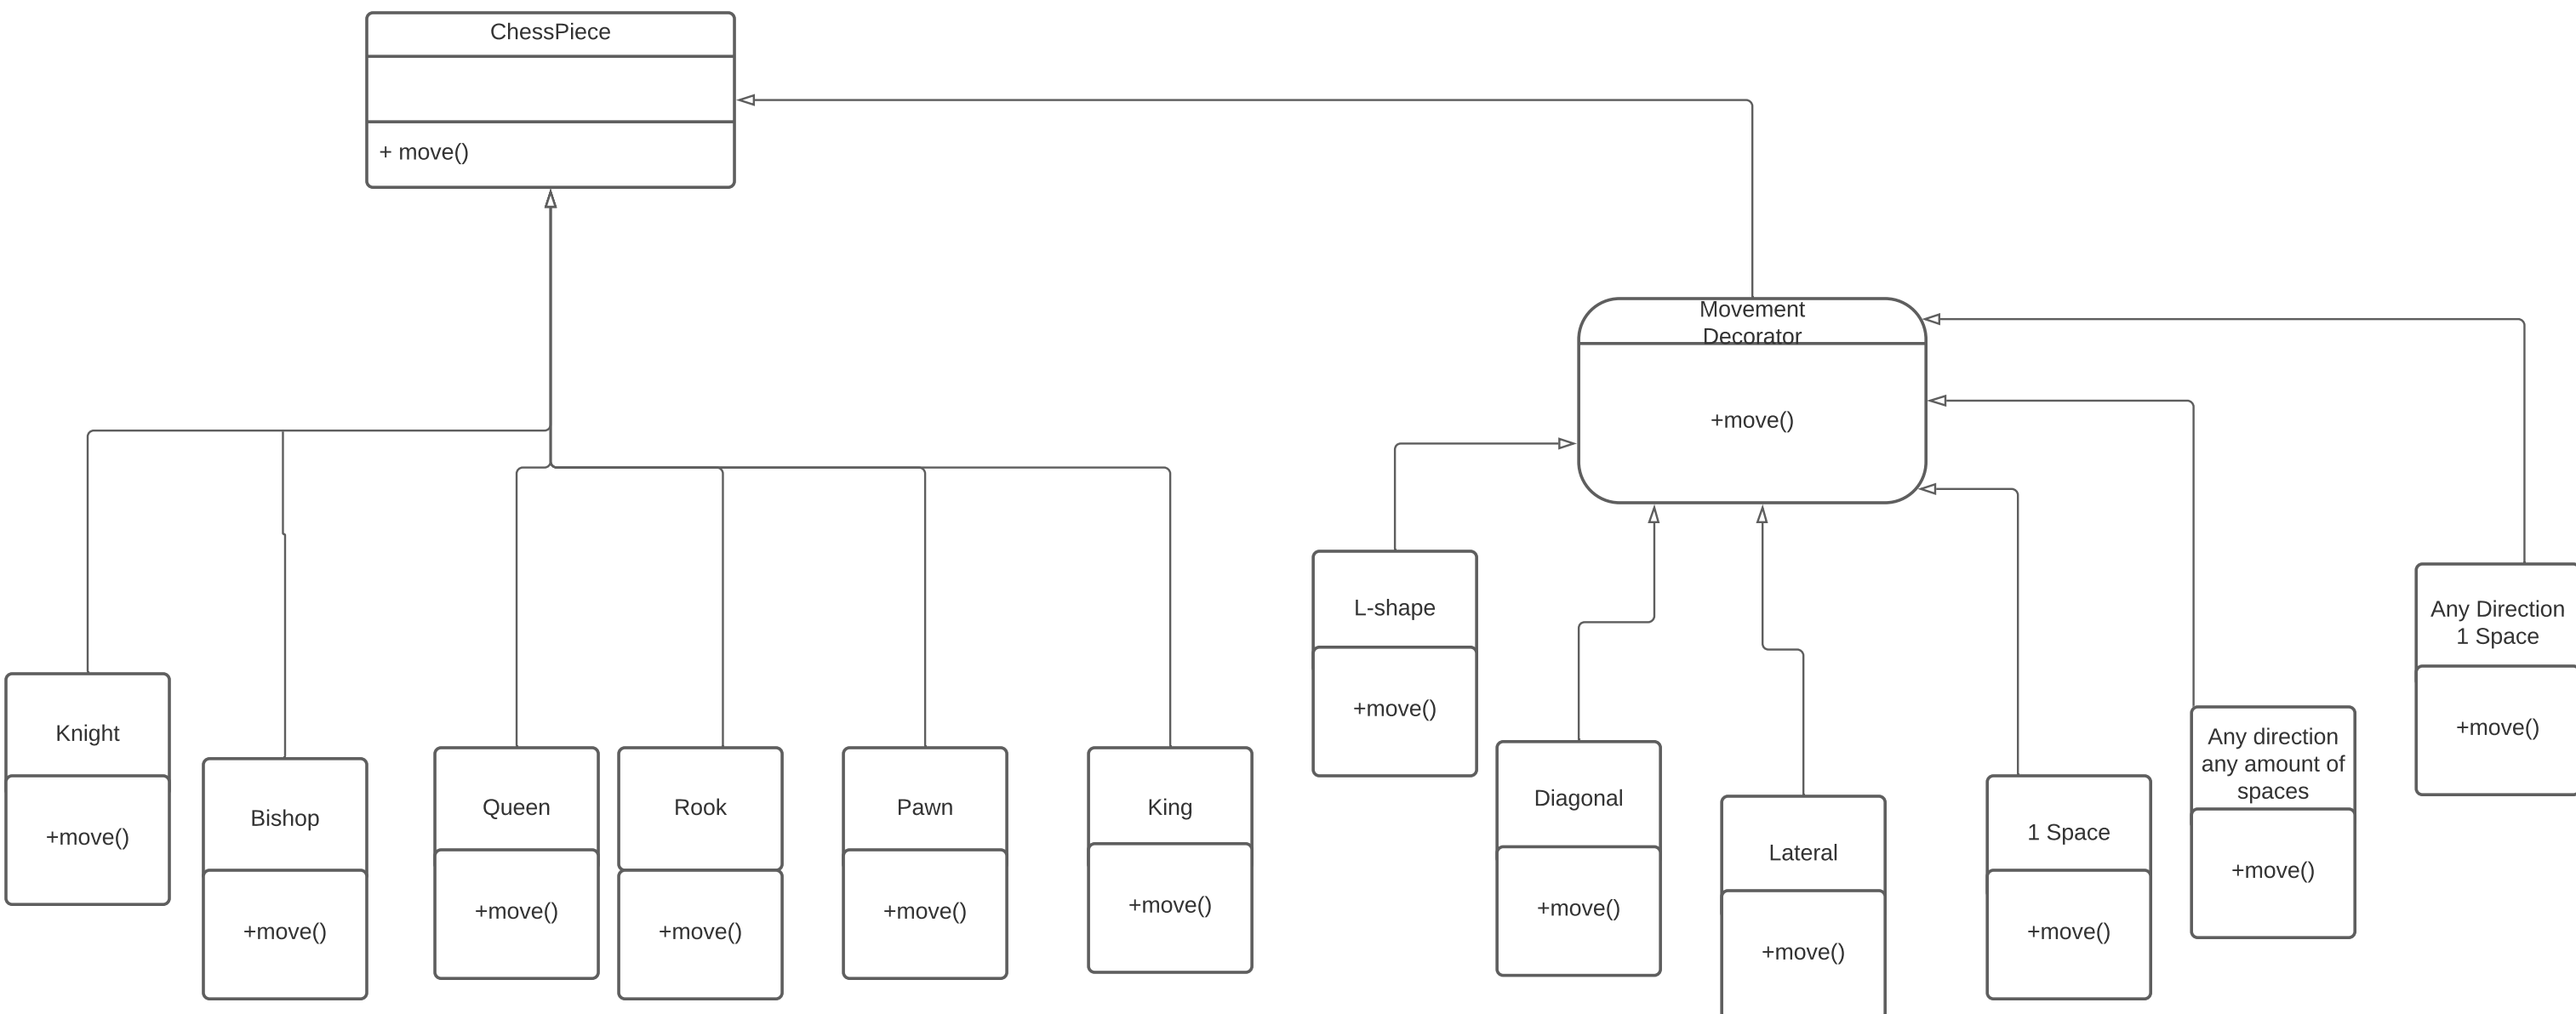 ChessPiece
+ move()
Movement
Decorator
+move()
L-shape
+move()
Any Direction
1 Space
+move()
Knight
+move()
Bishop
+move()
Queen
+move()
Rook
+move()
Pawn
+move()
King
+move()
Diagonal
+move()
Lateral
+move()
1 Space
+move()
Any direction
any amount of
spaces
+move()